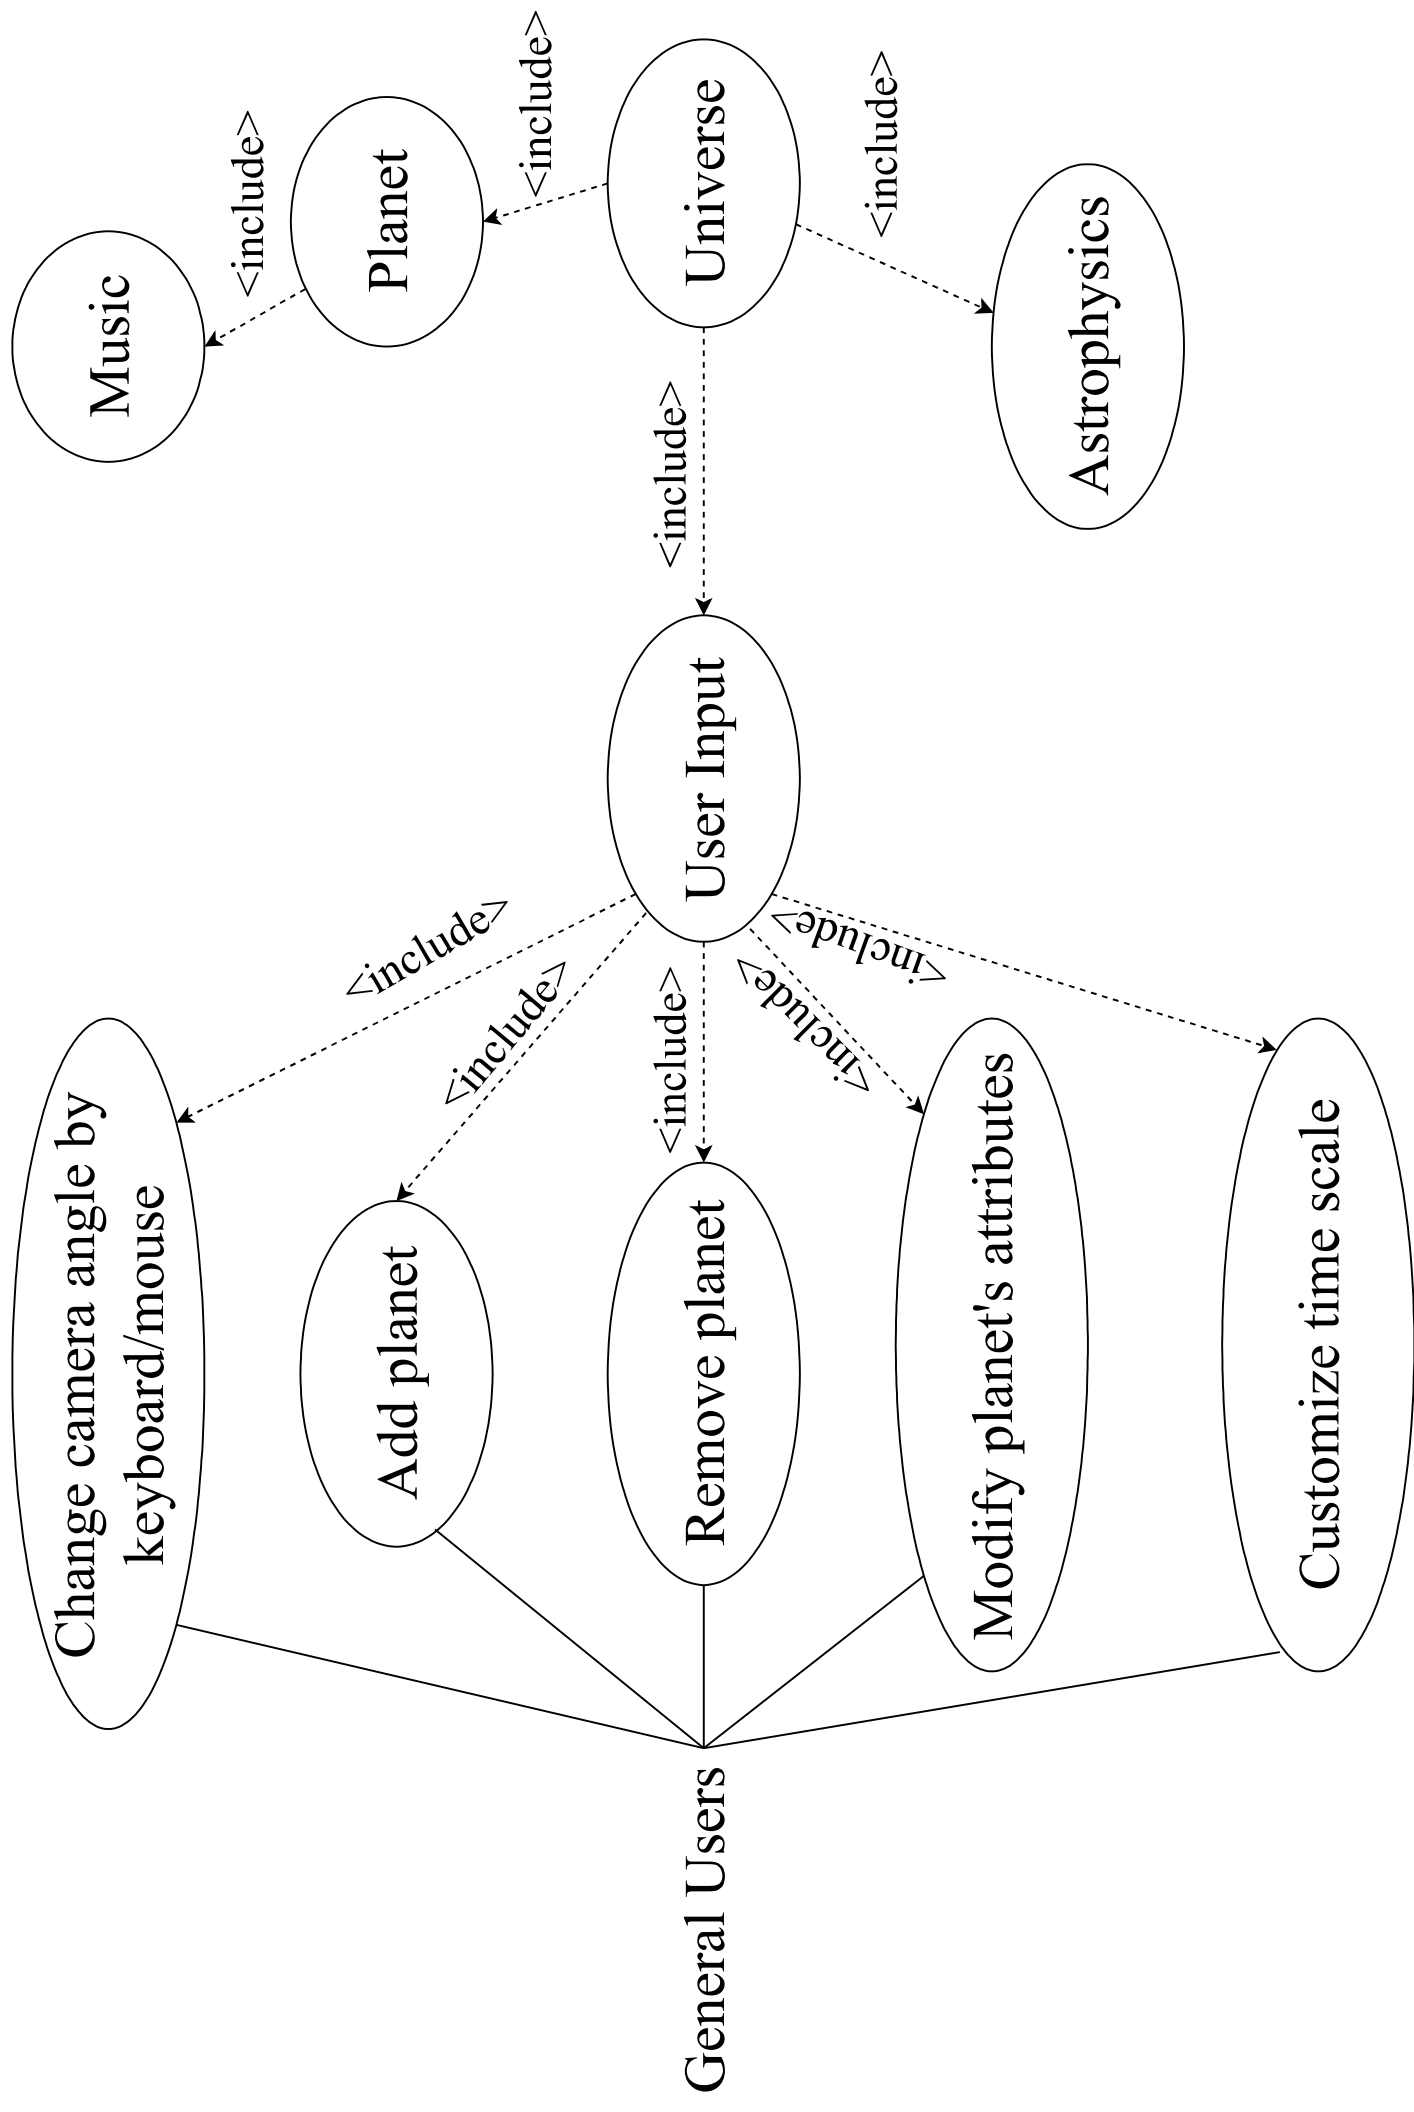 Change camera angle by
keyboard/mouse
Add planet
Remove planet
Modify planet's attributes
Customize time scale
General Users
<include>
<include>
<include>
<include>
<include>
User Input
<include>
Music
<include>
Planet
<include>
Universe
<include>
Astrophysics